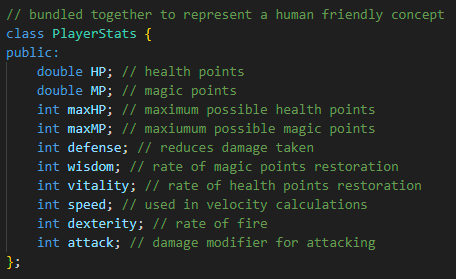 // bundled together to represent a human friendly concept
class PlayerStats {
public:
    double HP; // health points
    double MP; // magic points
    int maxHP; // maximum possible health points
    int maxMP; // maxiumum possible magic points
    int defense; // reduces damage taken
    int wisdom; // rate of magic points restoration
    int vitality; // rate of health points restoration
    int speed; // used in velocity calculations
    int dexterity; // rate of fire
    int attack; // damage modifier for attacking
};